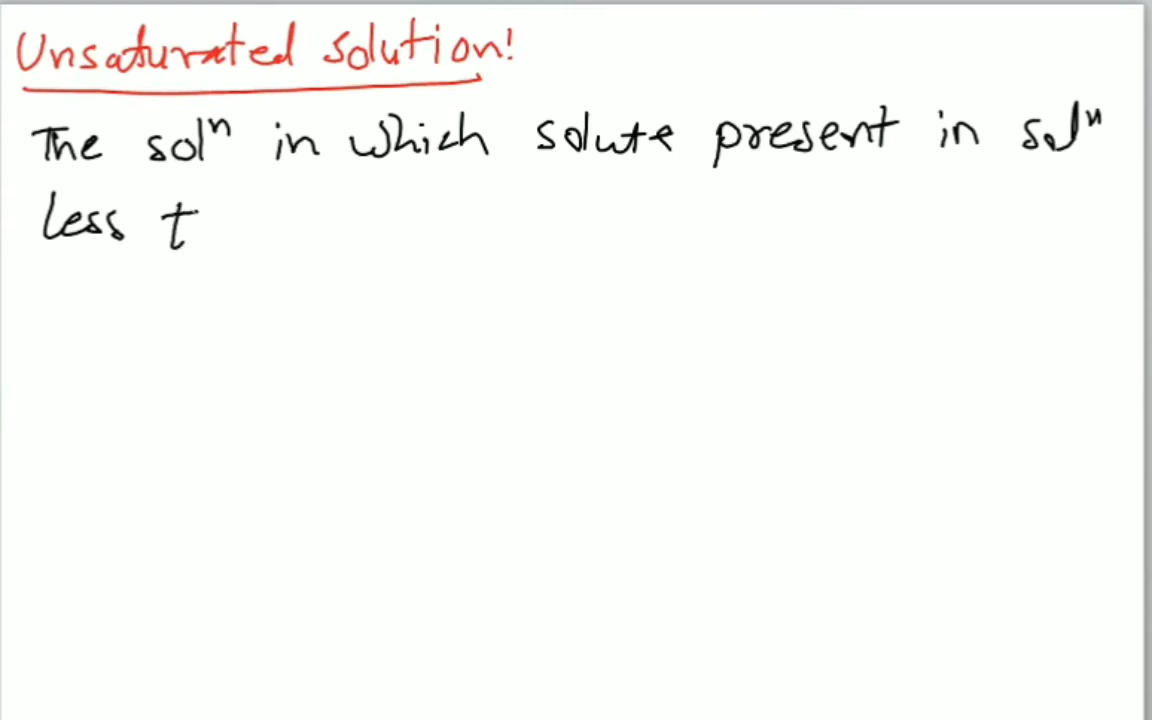 Unsaturated solution!
The solⁿ in which solute present in solⁿ
less t